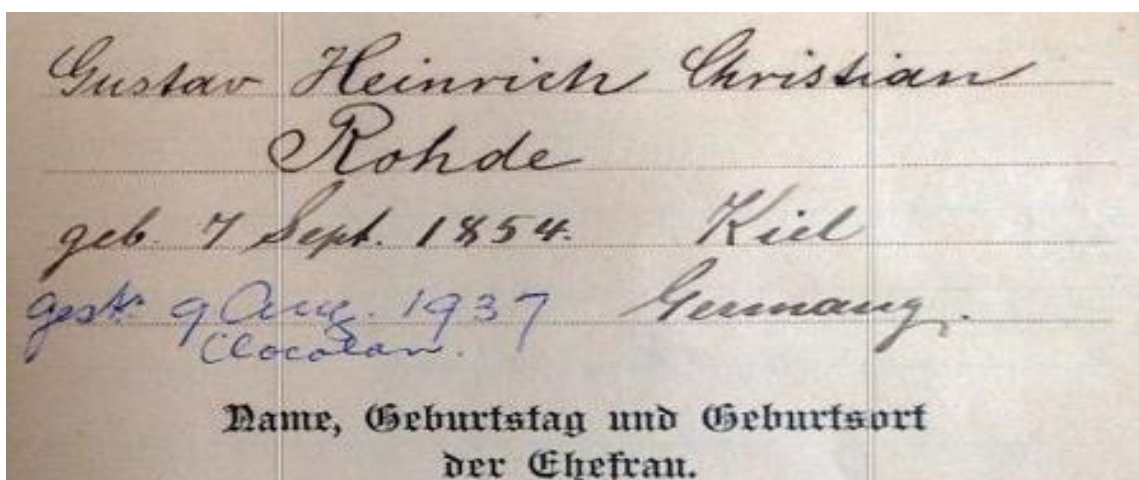 Gustav Heinrich Christian
Rohde
geb. 7 Sept. 1854. Kiel
gest. 9 Aug. 1937 Germany.
Clocolan.
Name, Geburtstag und Geburtsort
der Ehefrau.